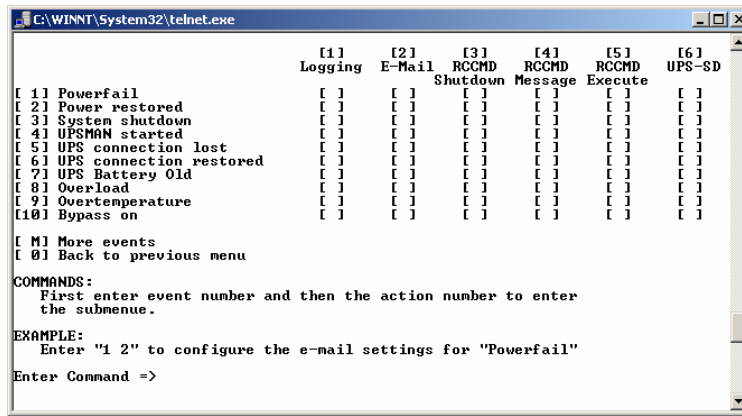 C:\WINNT\System32\telnet.exe
[1] [2] [3] [4] [5] [6]
Logging E-Mail RCCMD RCCMD RCCMD UPS-SD
Shutdown Message Execute
[ 1] Powerfail [ ] [ ] [ ] [ ] [ ] [ ]
[ 2] Power restored [ ] [ ] [ ] [ ] [ ] [ ]
[ 3] System shutdown [ ] [ ] [ ] [ ] [ ] [ ]
[ 4] UPSMAN started [ ] [ ] [ ] [ ] [ ] [ ]
[ 5] UPS connection lost [ ] [ ] [ ] [ ] [ ] [ ]
[ 6] UPS connection restored [ ] [ ] [ ] [ ] [ ] [ ]
[ 7] UPS Battery Old [ ] [ ] [ ] [ ] [ ] [ ]
[ 8] Overload [ ] [ ] [ ] [ ] [ ] [ ]
[ 9] Overtemperature [ ] [ ] [ ] [ ] [ ] [ ]
[10] Bypass on [ ] [ ] [ ] [ ] [ ] [ ]
[ M] More events
[ 0] Back to previous menu
COMMANDS:
First enter event number and then the action number to enter
the submenue.
EXAMPLE:
Enter "1 2" to configure the e-mail settings for "Powerfail"
Enter Command =>